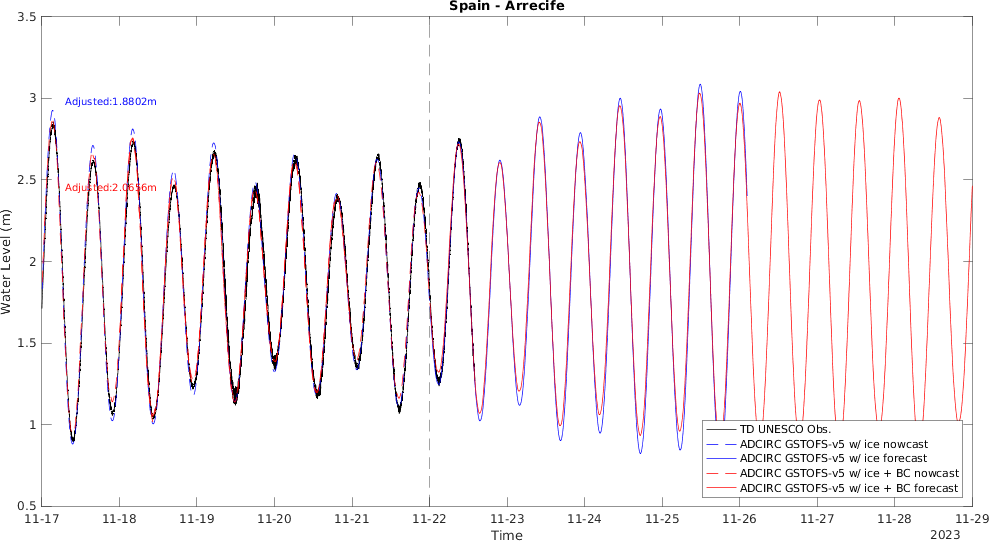 Spain - Arrecife
3.5
3
2.5
2
1.5
1
0.5
Water Level (m)
Adjusted:1.8802m
Adjusted:2.0656m
TD UNESCO Obs.
ADCIRC GSTOFS-v5 w/ ice nowcast
ADCIRC GSTOFS-v5 w/ ice forecast
ADCIRC GSTOFS-v5 w/ ice + BC nowcast
ADCIRC GSTOFS-v5 w/ ice + BC forecast
11-17 11-18 11-19 11-20 11-21 11-22 11-23 11-24 11-25 11-26 11-27 11-28 11-29
Time
2023